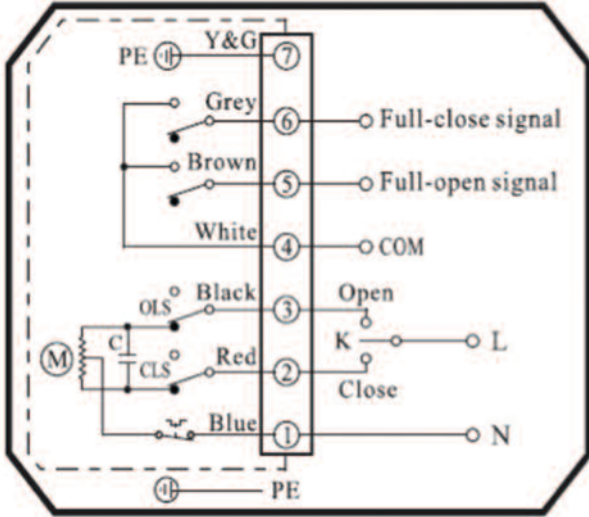 PE Y&G 7
Grey 6 Full-close signal
Brown 5 Full-open signal
White 4 COM
OLS Black 3 Open
M C K L
CLS Red 2 Close
Blue 1 N
PE